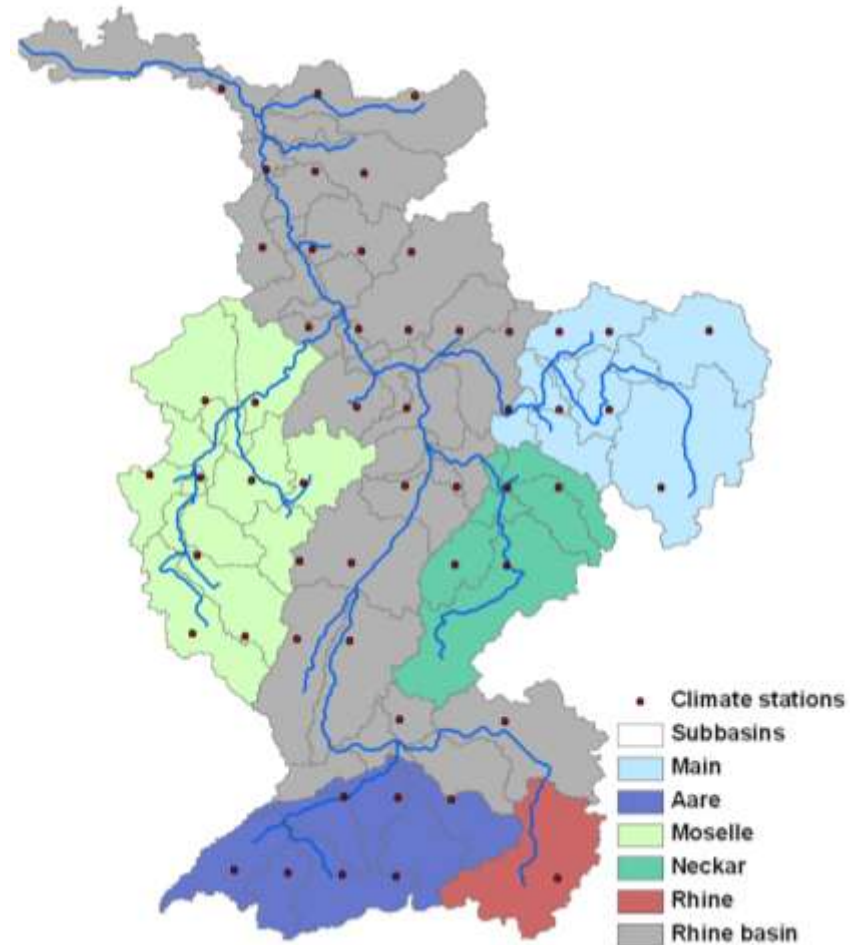 Climate stations
Subbasins
Main
Aare
Moselle
Neckar
Rhine
Rhine basin